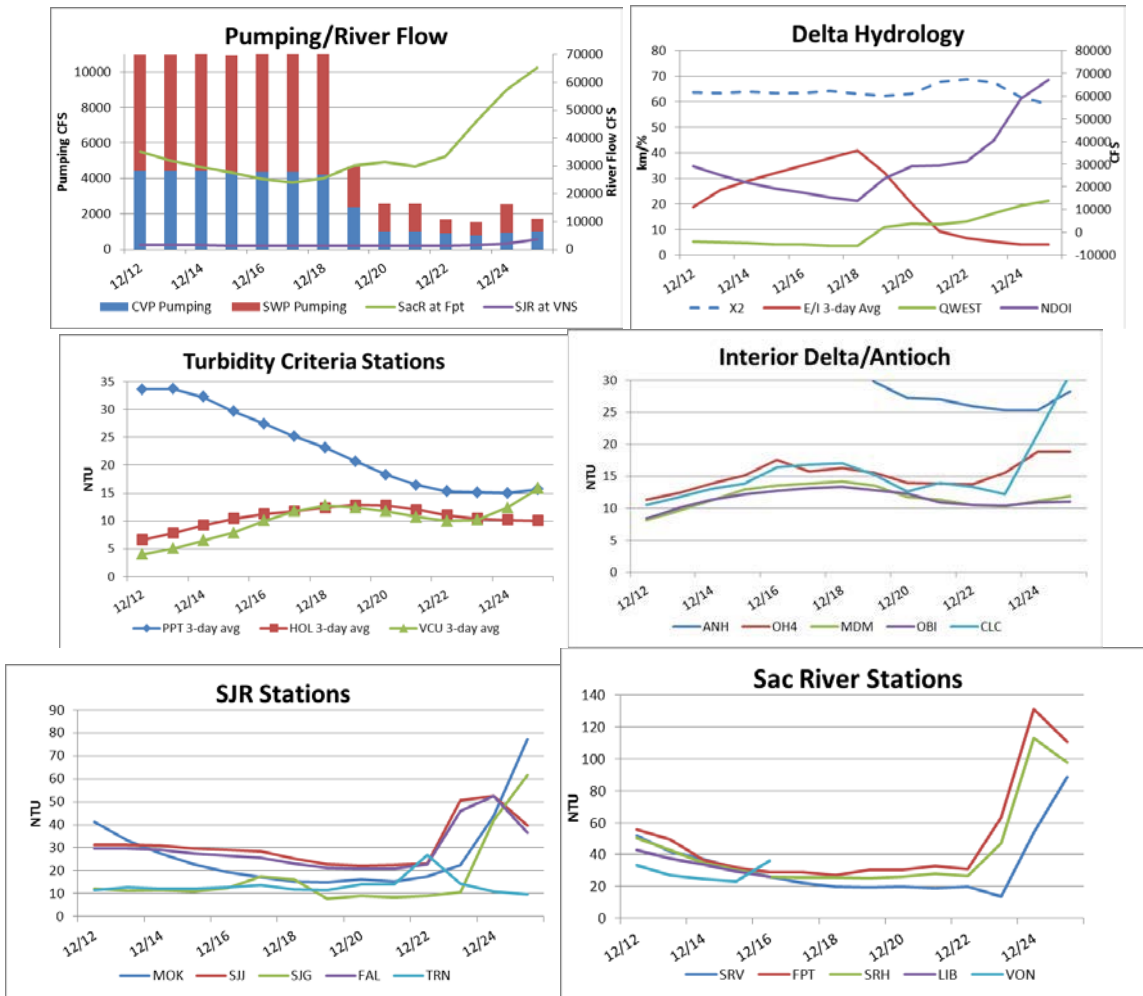 Pumping/River Flow
Pumping CFS
10000
8000
6000
4000
2000
0
70000
60000
50000
40000
30000
20000
10000
0
River Flow CFS
12/12
12/14
12/16
12/18
12/20
12/22
12/24
CVP Pumping
SWP Pumping
SacR at Fpt
SJR at VNS
Delta Hydrology
km/%
80
70
60
50
40
30
20
10
0
80000
70000
60000
50000
40000
30000
20000
10000
0
-10000
CFS
12/12
12/14
12/16
12/18
12/20
12/22
12/24
X2
E/I 3-day Avg
QWEST
NDOI
Turbidity Criteria Stations
NTU
35
30
25
20
15
10
5
0
12/12
12/14
12/16
12/18
12/20
12/22
12/24
PPT 3-day avg
HOL 3-day avg
VCU 3-day avg
Interior Delta/Antioch
NTU
30
25
20
15
10
5
0
12/12
12/14
12/16
12/18
12/20
12/22
12/24
ANH
OH4
MDM
OBI
CLC
SJR Stations
NTU
90
80
70
60
50
40
30
20
10
0
12/12
12/14
12/16
12/18
12/20
12/22
12/24
MOK
SJJ
SJG
FAL
TRN
Sac River Stations
NTU
140
120
100
80
60
40
20
0
12/12
12/14
12/16
12/18
12/20
12/22
12/24
SRV
FPT
SRH
LIB
VON